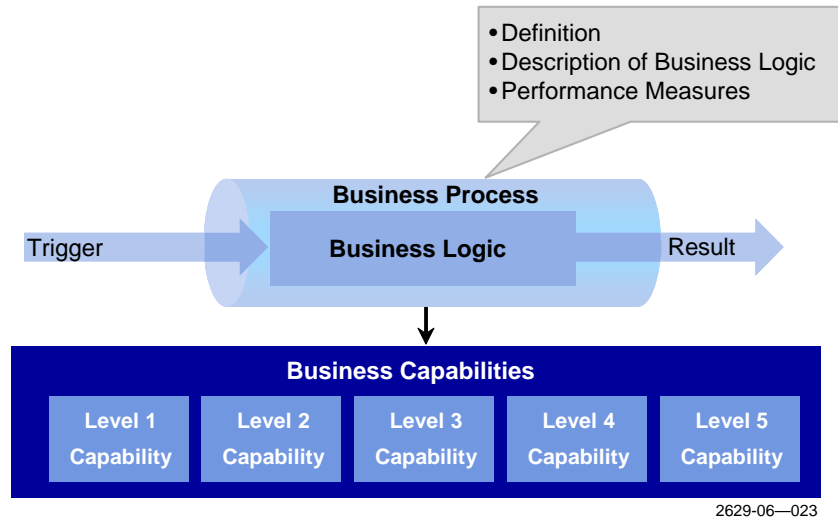 •Definition
•Description of Business Logic
•Performance Measures
Business Process
Trigger
Business Logic
Result
Business Capabilities
Level 1
Capability
Level 2
Capability
Level 3
Capability
Level 4
Capability
Level 5
Capability
2629-06—023